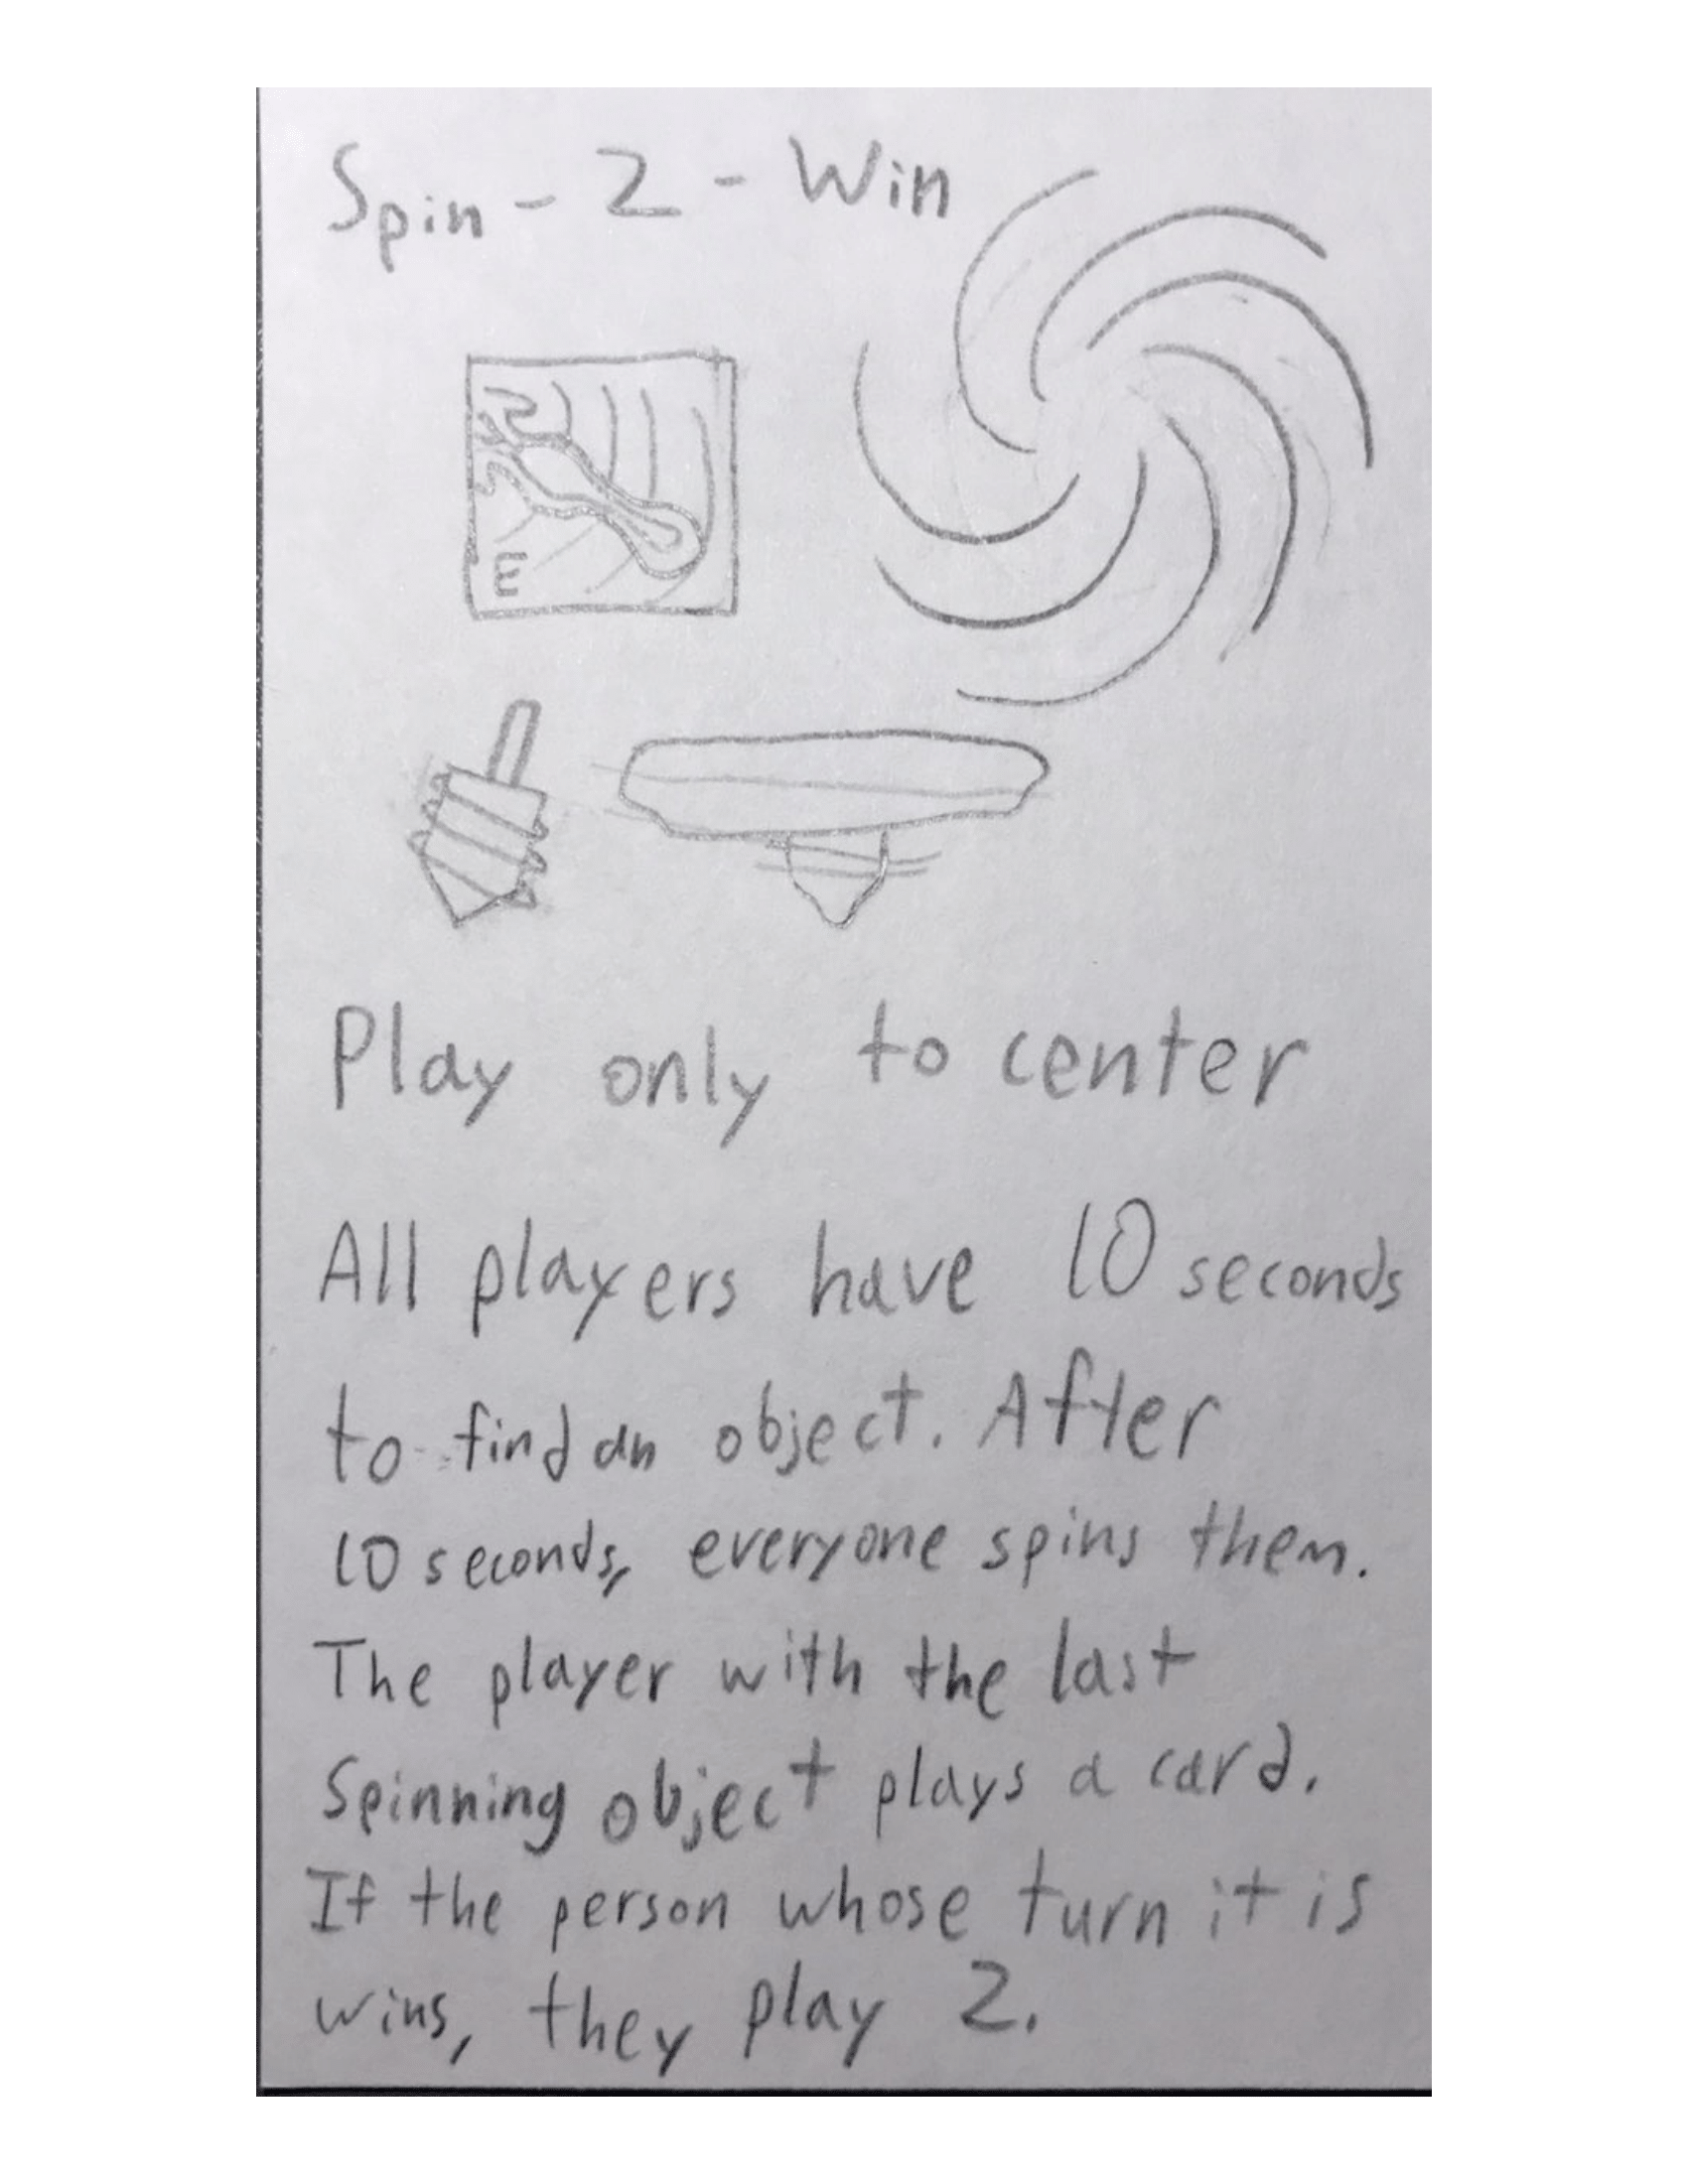 Spin-2-Win
E
Play only to center
All players have 10 seconds
to find an object. After
10 seconds, everyone spins them.
The player with the last
Spinning object plays a card.
If the person whose turn it is
wins, they play 2.